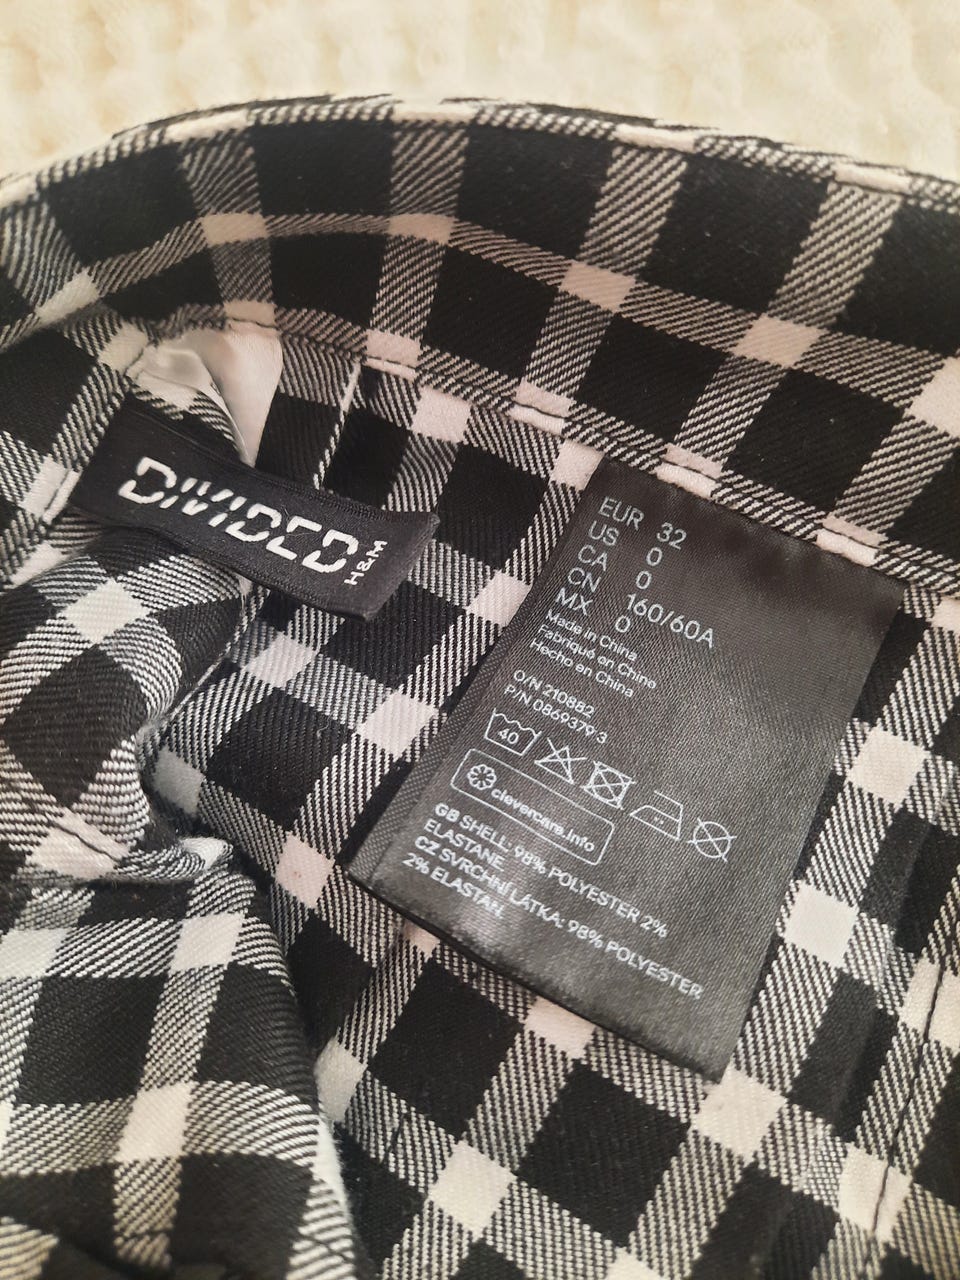 DIVIDED
H&M
EUR 32
US 0
CA 0
CN 160/60A
MX 0
Made in China
Fabriqué en Chine
Hecho en China
O/N 210882
P/N 0869379·3
40
clevercare.info
GB SHELL: 98% POLYESTER 2%
ELASTANE
CZ SVRCHNÍ LÁTKA: 98% POLYESTER
2% ELASTAN.